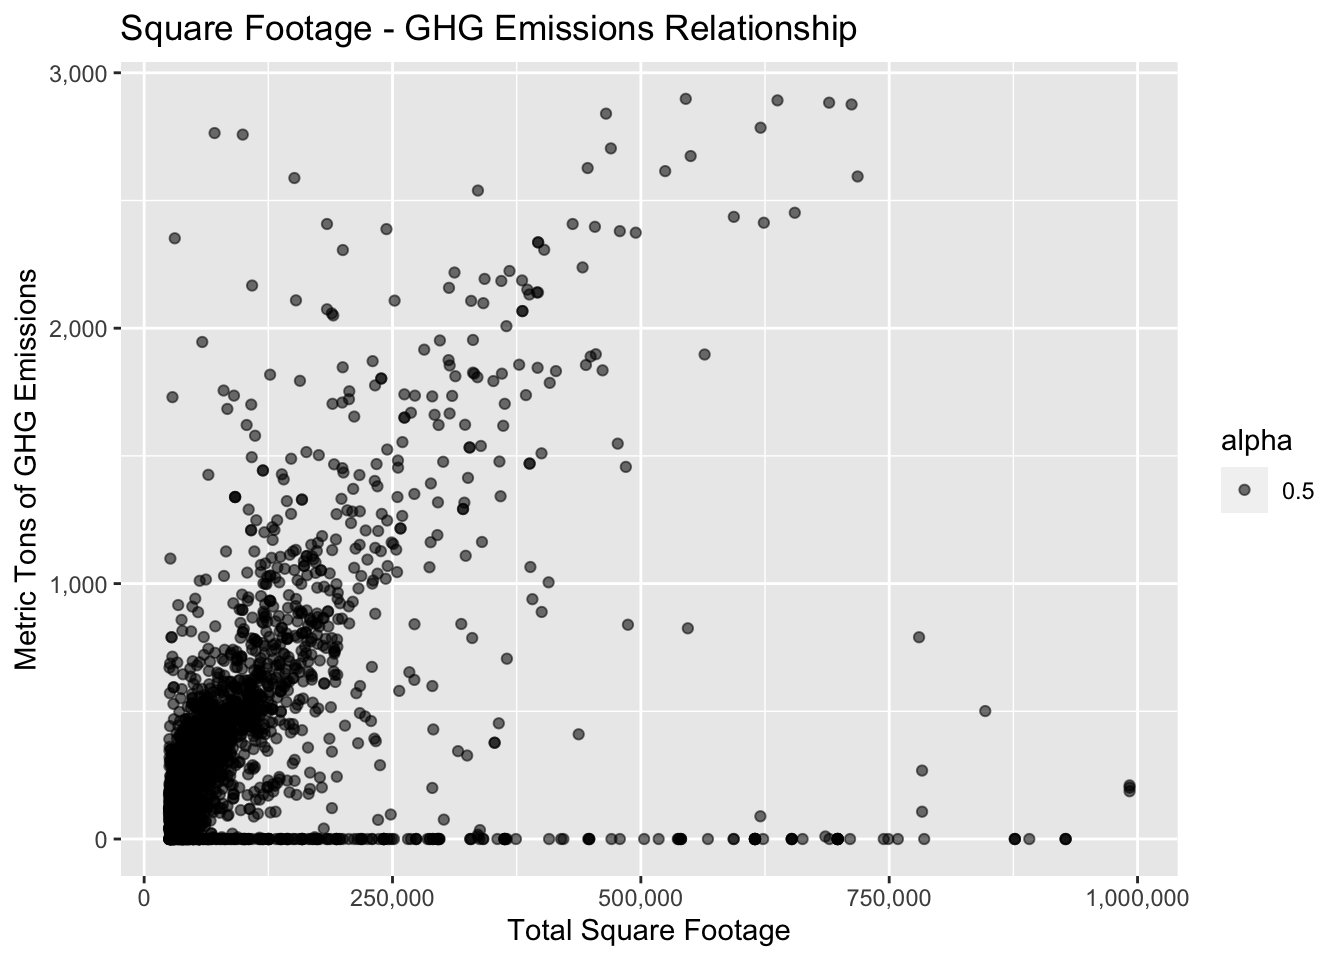 Square Footage - GHG Emissions Relationship
3,000
2,000
1,000
0
Metric Tons of GHG Emissions
0
250,000
500,000
750,000
1,000,000
Total Square Footage
alpha
0.5